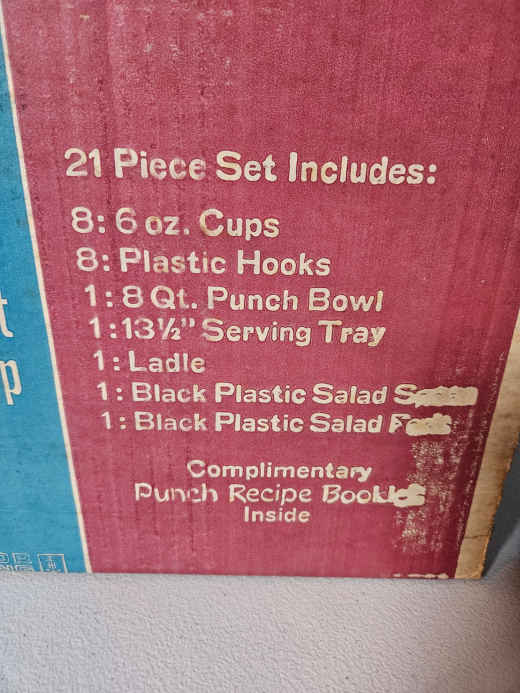 21 Piece Set Includes:
8: 6 oz. Cups
8: Plastic Hooks
1: 8 Qt. Punch Bowl
1: 13½" Serving Tray
1: Ladle
1: Black Plastic Salad
1: Black Plastic Salad
Complimentary
Punch Recipe
Inside
t
p